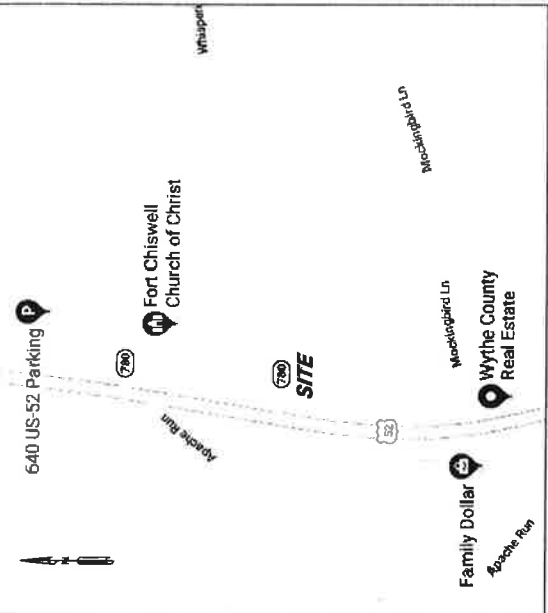 Whisperi
P
640 US-52 Parking
780
Fort Chiswell
Church of Christ
Mockingbird Ln
780
SITE
Apache Run
Mockingbird Ln
52
Wythe County
Real Estate
Family Dollar
Apache Run
N